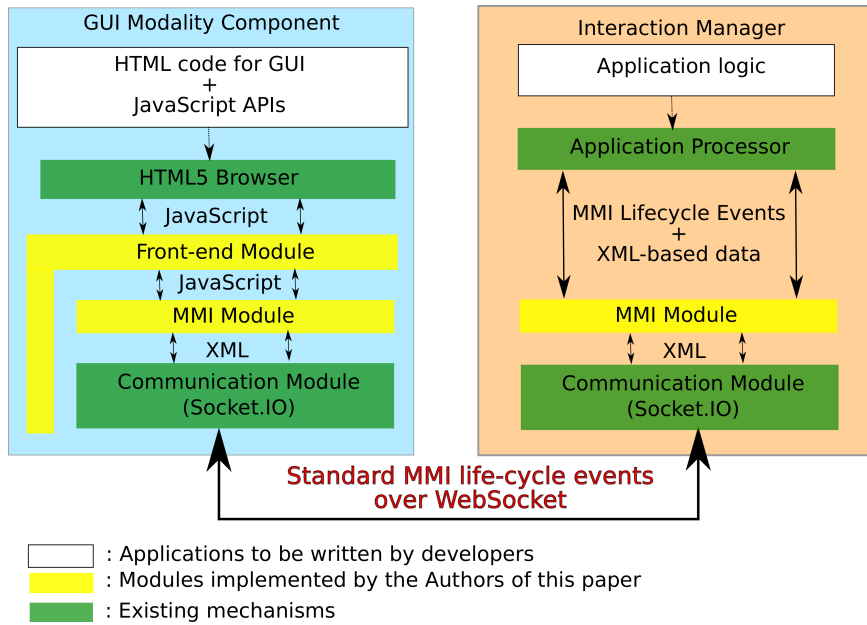 GUI Modality Component
HTML code for GUI
+
JavaScript APIs
HTML5 Browser
JavaScript
Front-end Module
JavaScript
MMI Module
XML
Communication Module
(Socket.IO)
Interaction Manager
Application logic
Application Processor
MMI Lifecycle Events
+
XML-based data
MMI Module
XML
Communication Module
(Socket.IO)
Standard MMI life-cycle events
over WebSocket
: Applications to be written by developers
: Modules implemented by the Authors of this paper
: Existing mechanisms